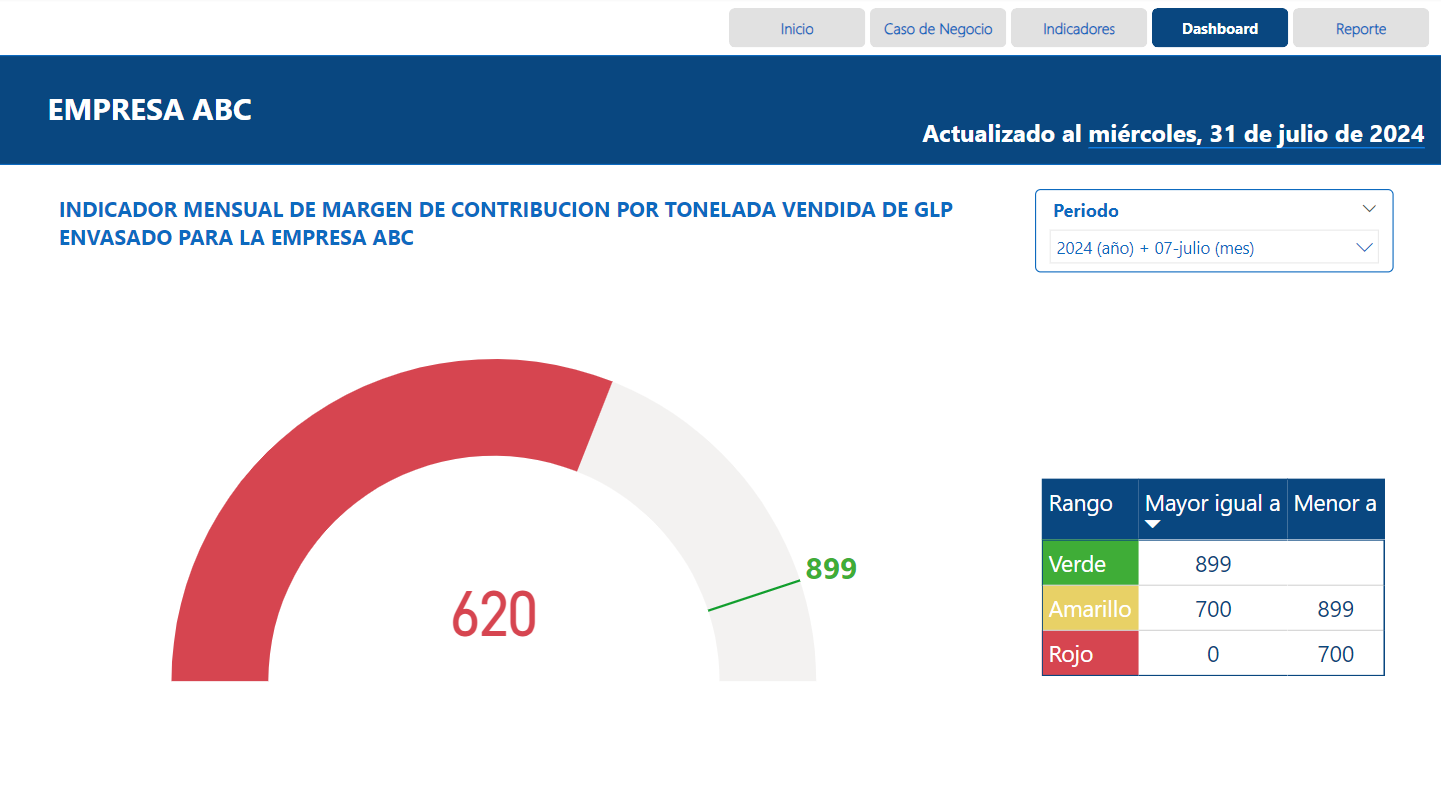 Inicio
Caso de Negocio
Indicadores
Dashboard
Reporte
EMPRESA ABC
Actualizado al miércoles, 31 de julio de 2024
INDICADOR MENSUAL DE MARGEN DE CONTRIBUCION POR TONELADA VENDIDA DE GLP
ENVASADO PARA LA EMPRESA ABC
Periodo
2024 (año) + 07-julio (mes)
899
620
Rango Mayor igual a Menor a
Verde 899
Amarillo 700 899
Rojo 0 700